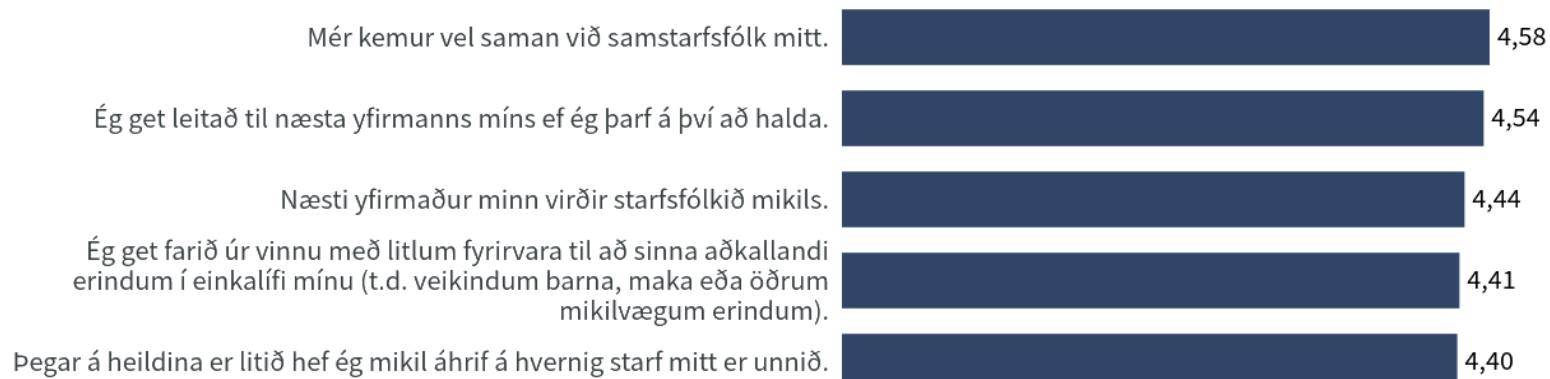 Mér kemur vel saman við samstarfsfólk mitt.
4,58
Ég get leitað til næsta yfirmanns míns ef ég þarf á því að halda.
4,54
Næsti yfirmaður minn virðir starfsfólkið mikils.
4,44
Ég get farið úr vinnu með litlum fyrirvara til að sinna aðkallandi
erindum í einkalífi mínu (t.d. veikindum barna, maka eða öðrum
mikilvægum erindum).
4,41
Þegar á heildina er litið hef ég mikil áhrif á hvernig starf mitt er unnið.
4,40